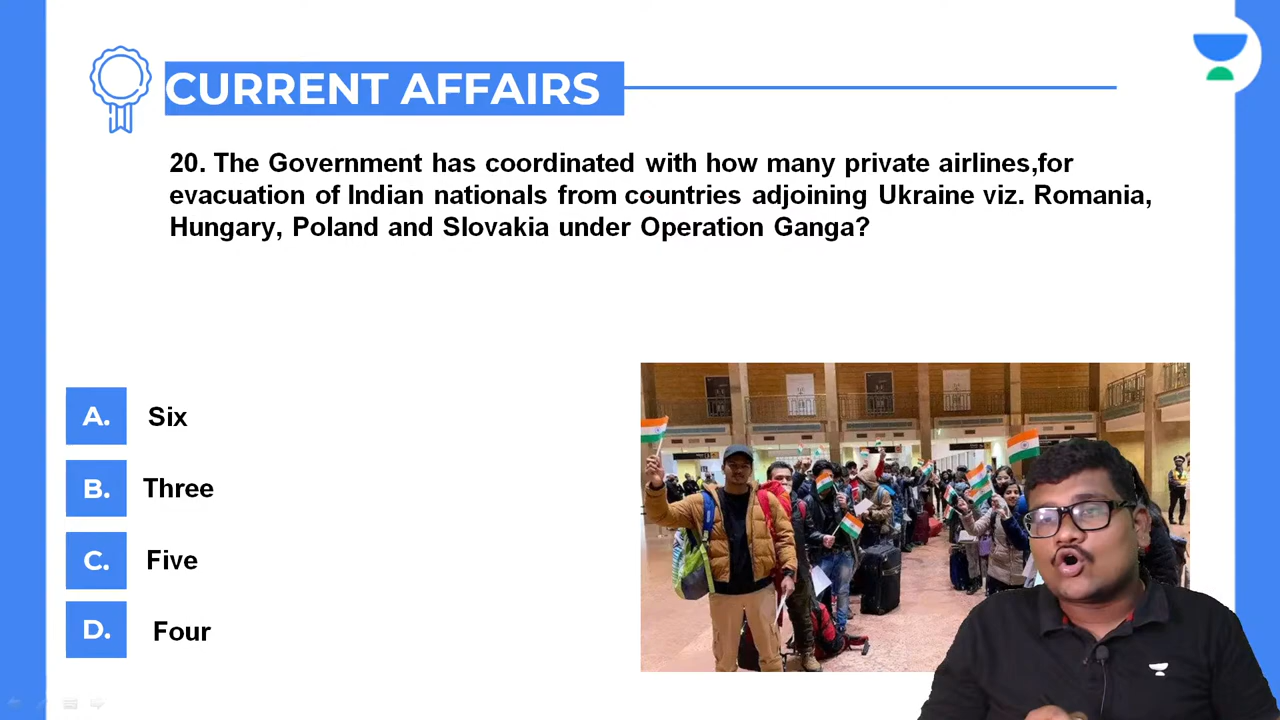 CURRENT AFFAIRS
20. The Government has coordinated with how many private airlines,for
evacuation of Indian nationals from countries adjoining Ukraine viz. Romania,
Hungary, Poland and Slovakia under Operation Ganga?
A. Six
B. Three
C. Five
D. Four